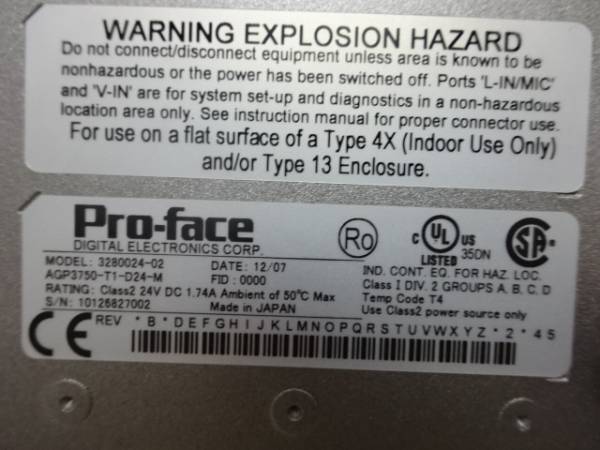 WARNING EXPLOSION HAZARD
Do not connect/disconnect equipment unless area is known to be
nonhazardous or the power has been switched off. Ports 'L-IN/MIC'
and 'V-IN' are for system set-up and diagnostics in a non-hazardous
location area only. See instruction manual for proper connector use.
For use on a flat surface of a Type 4X (Indoor Use Only)
and/or Type 13 Enclosure.
Pro-face
DIGITAL ELECTRONICS CORP.
Ro
C UL US
LISTED 35DN
SA
MODEL: 3280024-02 DATE: 12/07
AGP3750-T1-D24-M FID: 0000
RATING: Class2 24V DC 1.74A Ambient of 50°C Max
S/N: 10126827002 Made in JAPAN
IND. CONT. EQ. FOR HAZ. LOC.
Class I DIV. 2 GROUPS A, B, C, D
Temp Code T4
Use Class2 power source only
CE
REV * B * D E F G H I J K L M N O P Q R S T U V W X Y Z * 2 * 4 5